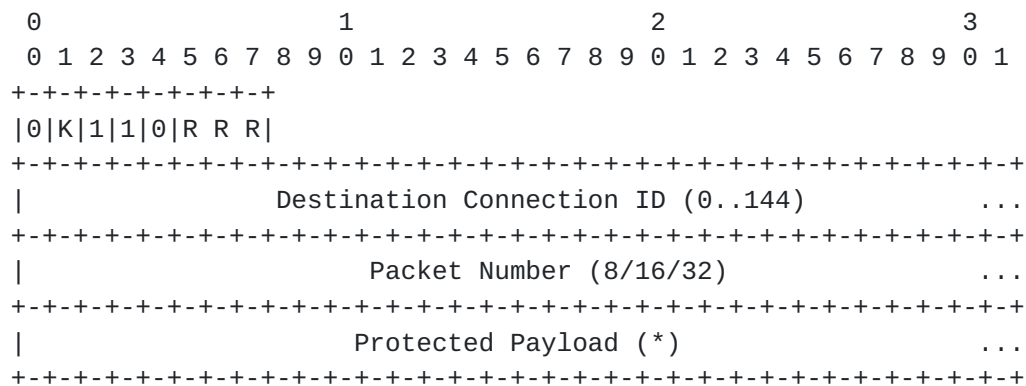 0                   1                   2                   3
 0 1 2 3 4 5 6 7 8 9 0 1 2 3 4 5 6 7 8 9 0 1 2 3 4 5 6 7 8 9 0 1
+-+-+-+-+-+-+-+-+
|0|K|1|1|0|R R R|
+-+-+-+-+-+-+-+-+-+-+-+-+-+-+-+-+-+-+-+-+-+-+-+-+-+-+-+-+-+-+-+-+
|                Destination Connection ID (0..144)           ...
+-+-+-+-+-+-+-+-+-+-+-+-+-+-+-+-+-+-+-+-+-+-+-+-+-+-+-+-+-+-+-+-+
|                      Packet Number (8/16/32)                ...
+-+-+-+-+-+-+-+-+-+-+-+-+-+-+-+-+-+-+-+-+-+-+-+-+-+-+-+-+-+-+-+-+
|                     Protected Payload (*)                   ...
+-+-+-+-+-+-+-+-+-+-+-+-+-+-+-+-+-+-+-+-+-+-+-+-+-+-+-+-+-+-+-+-+